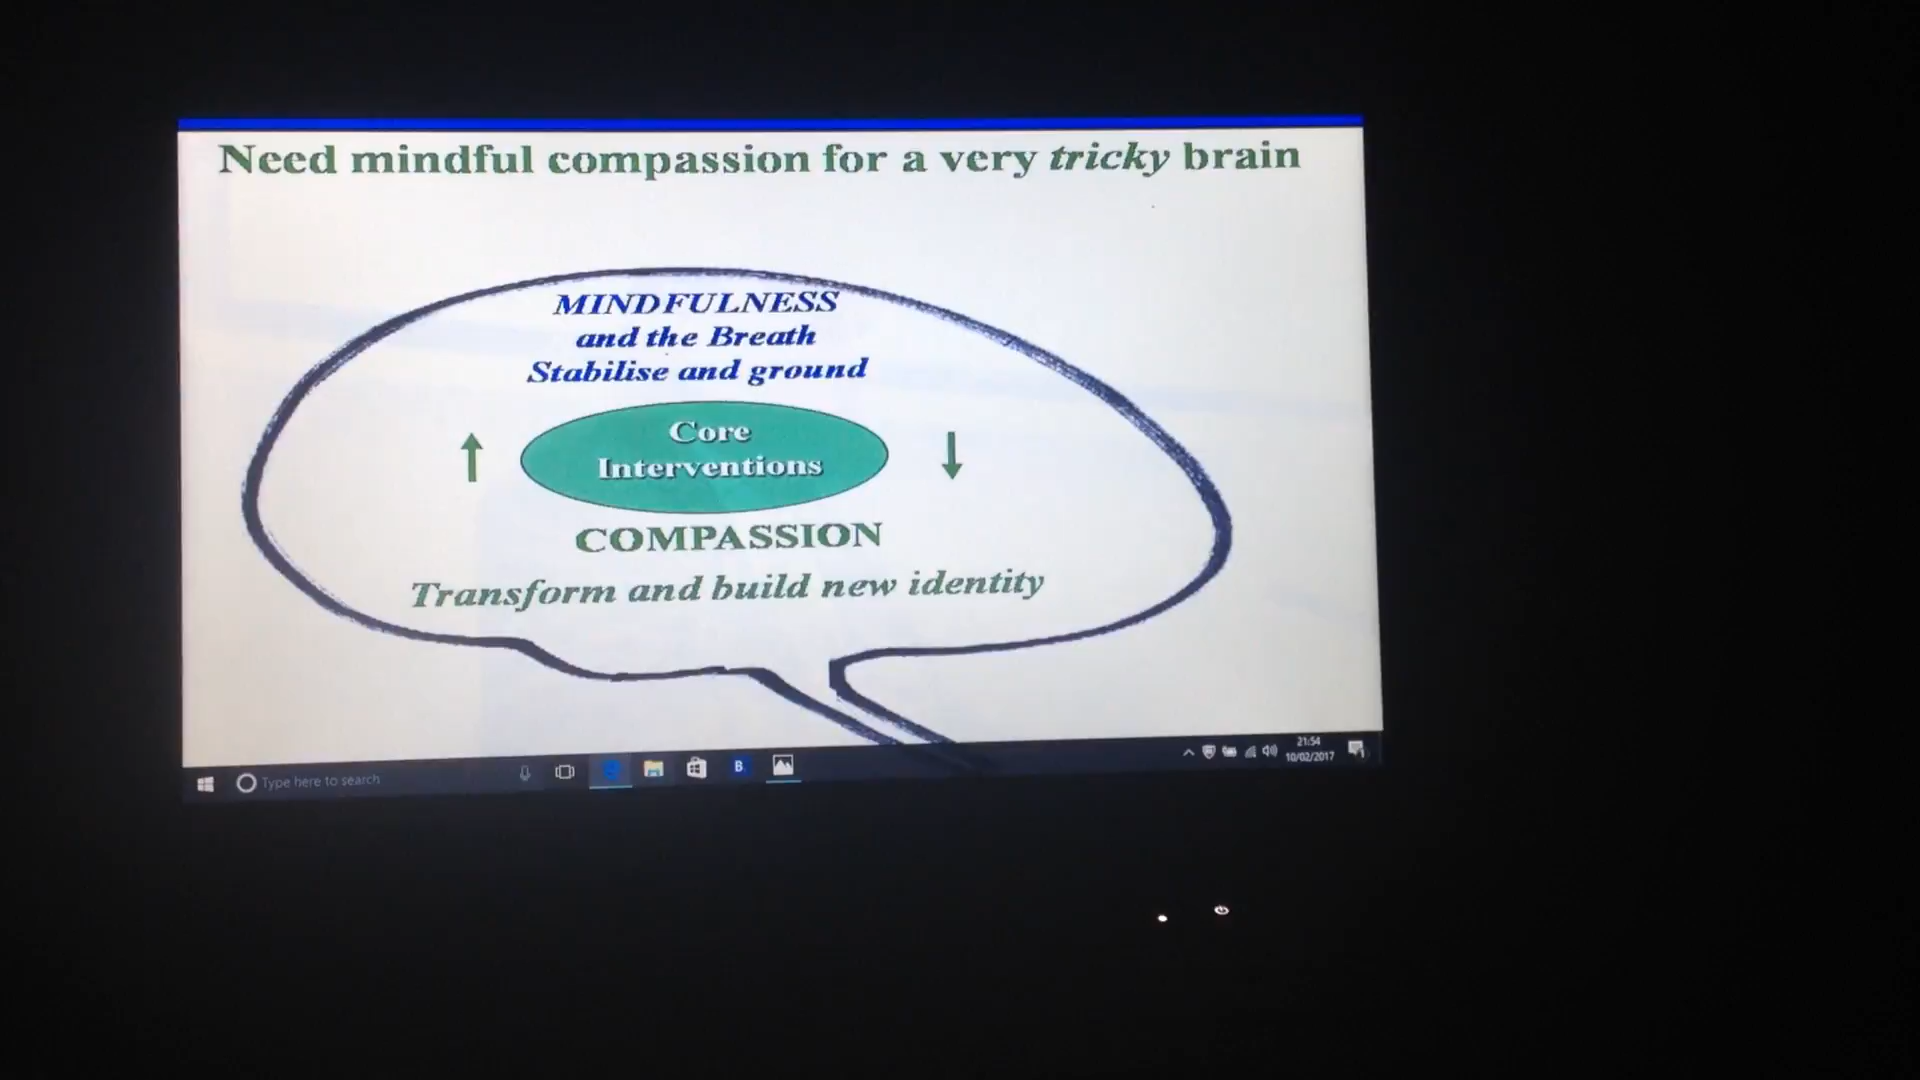 Need mindful compassion for a very tricky brain
MINDFULNESS
and the Breath
Stabilise and ground
Core
Interventions
COMPASSION
Transform and build new identity
Type here to search
B
21:54
10/02/2017
1